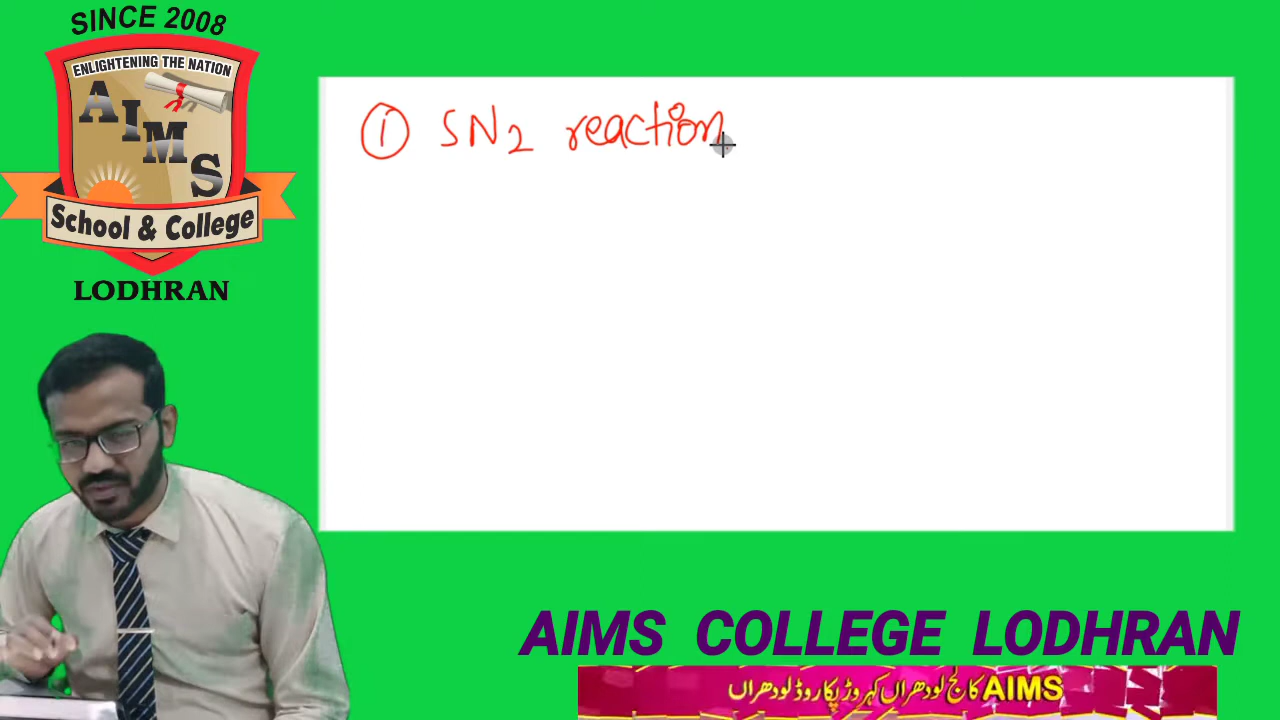 SINCE 2008
ENLIGHTENING THE NATION
AIMS
School & College
LODHRAN
① SN2 reaction
AIMS COLLEGE LODHRAN
AIMS کالج لودھراں کہروڑ پکا روڈ لودھراں